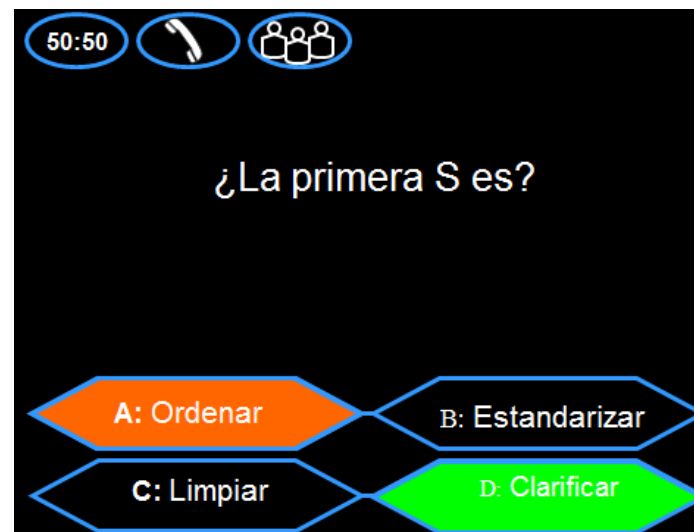 50:50
¿La primera S es?
A: Ordenar
B: Estandarizar
C: Limpiar
D: Clarificar